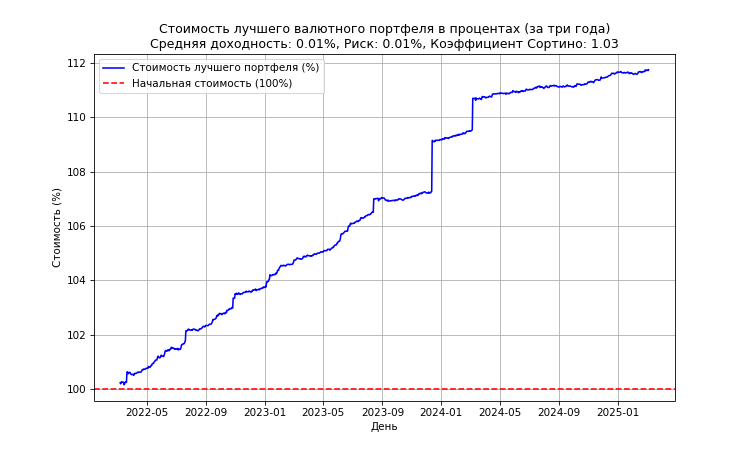 Стоимость лучшего валютного портфеля в процентах (за три года)
Средняя доходность: 0.01%, Риск: 0.01%, Коэффициент Сортино: 1.03
Стоимость лучшего портфеля (%)
Начальная стоимость (100%)
Стоимость (%)
112
110
108
106
104
102
100
2022-05 2022-09 2023-01 2023-05 2023-09 2024-01 2024-05 2024-09 2025-01
День